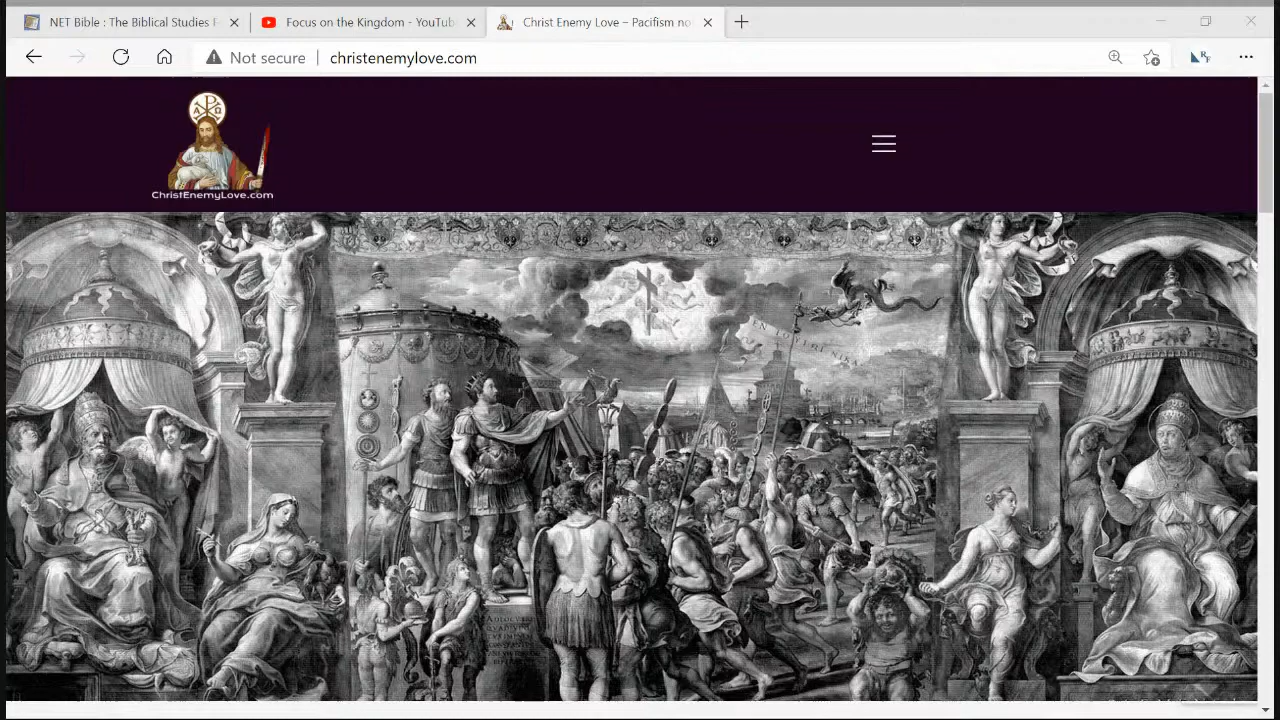 NET Bible : The Biblical Studies F
Focus on the Kingdom - YouTub
Christ Enemy Love – Pacifism no
Not secure | christenemylove.com
A Ω
ChristEnemyLove.com